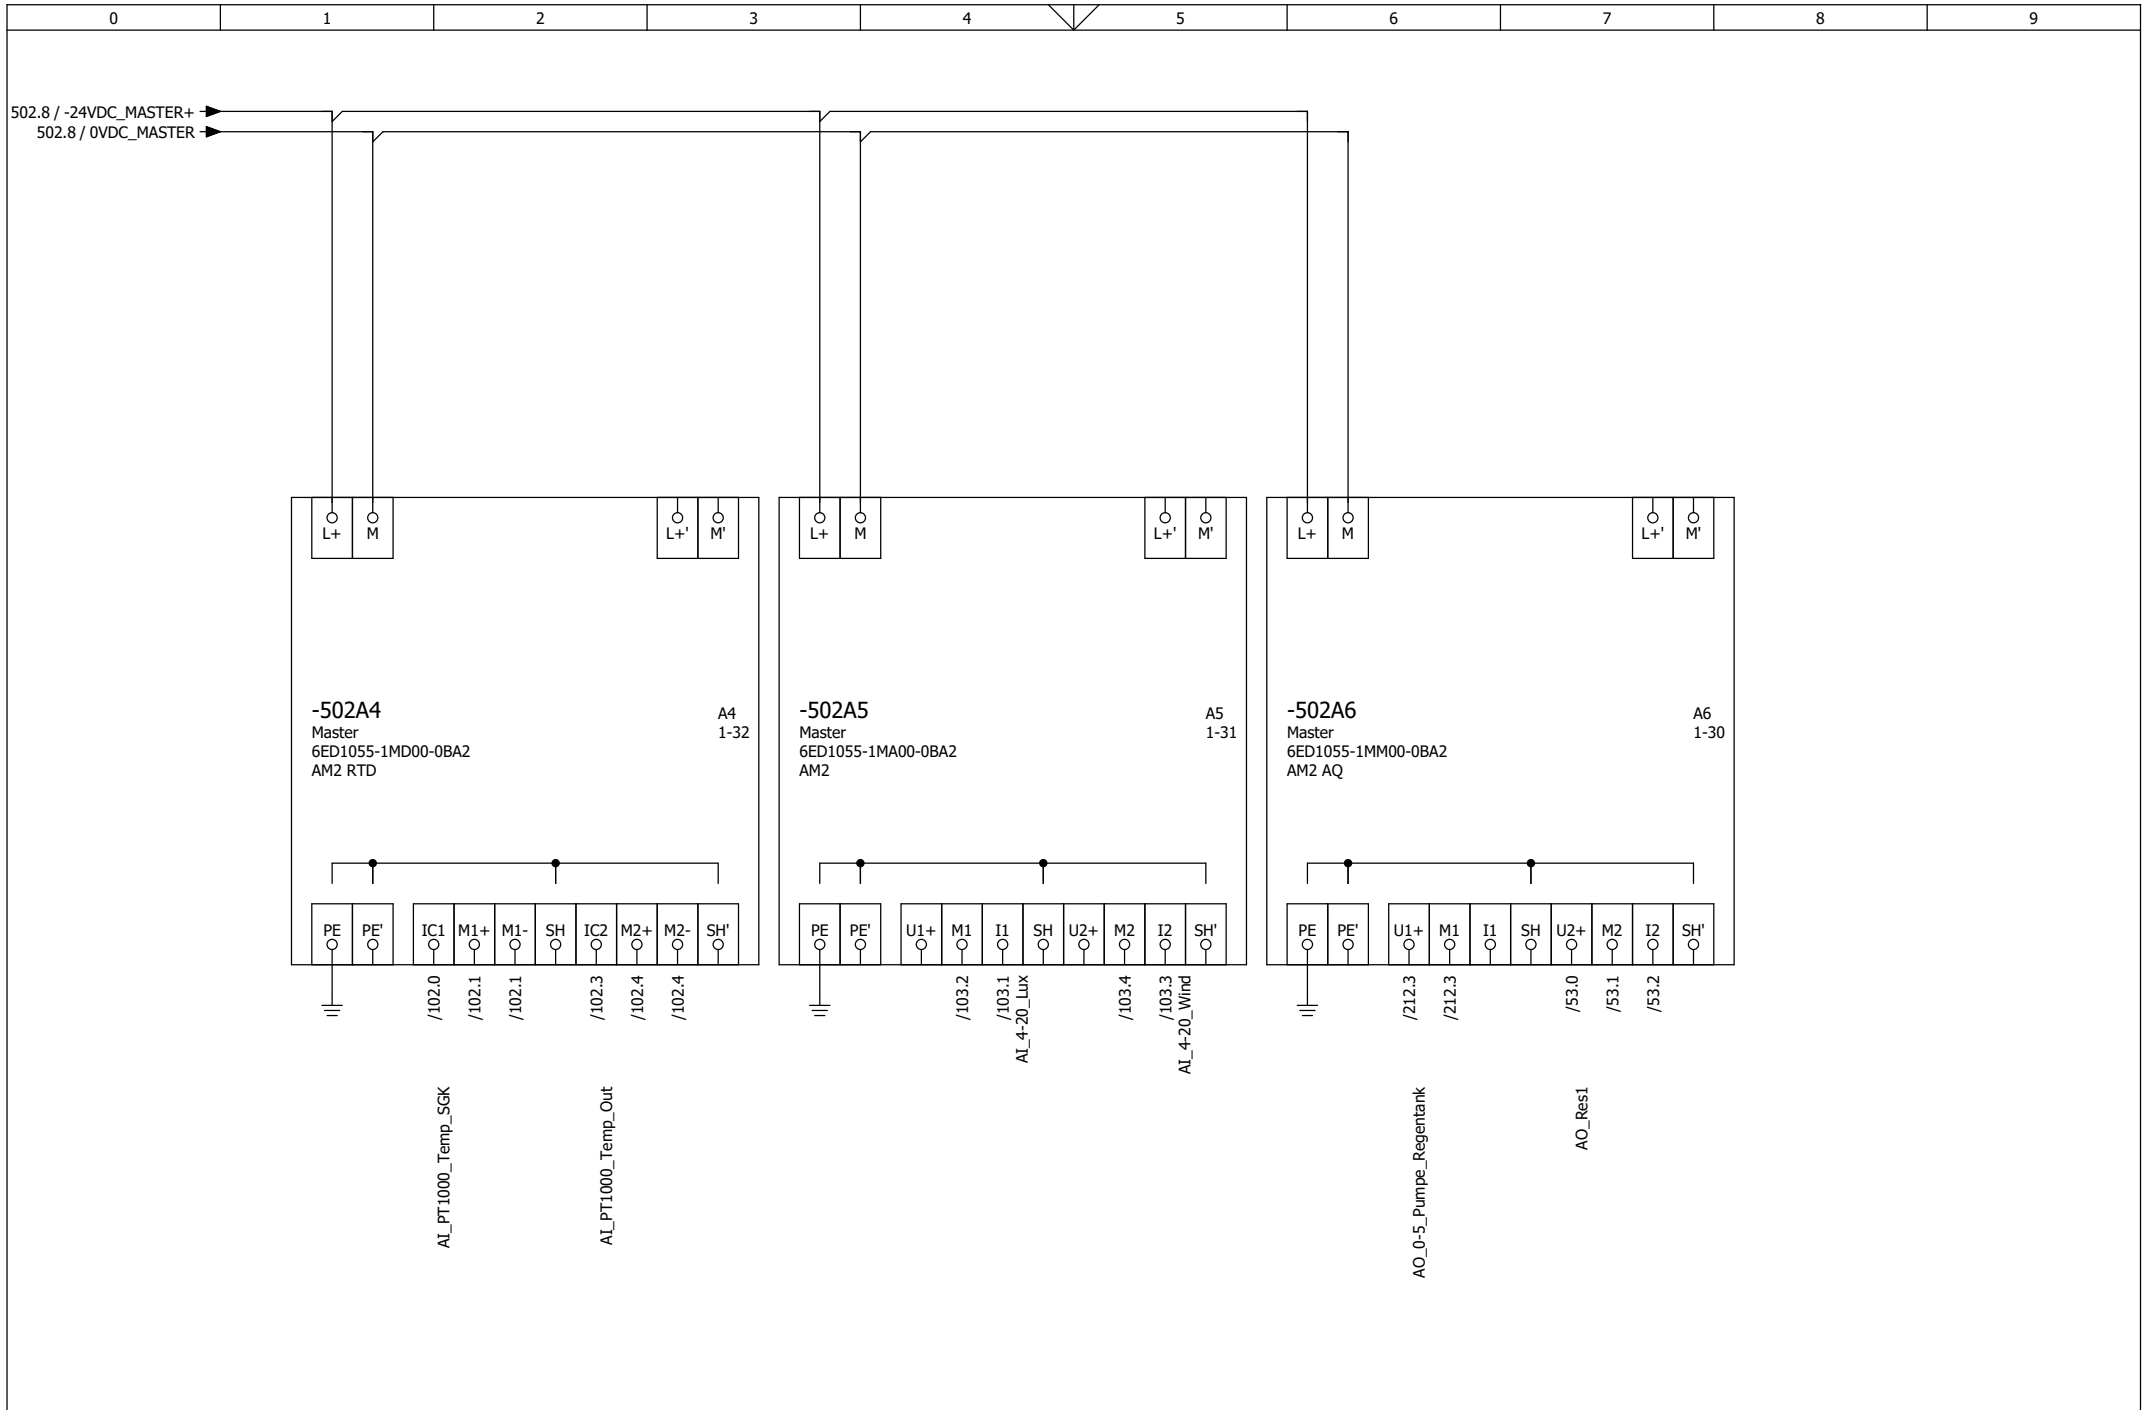 0 1 2 3 4 5 6 7 8 9
502.8 / -24VDC_MASTER+
502.8 / 0VDC_MASTER
L+ M L+' M' L+ M L+' M' L+ M L+' M'
-502A4
Master
6ED1055-1MD00-0BA2
AM2 RTD
A4
1-32
-502A5
Master
6ED1055-1MA00-0BA2
AM2
A5
1-31
-502A6
Master
6ED1055-1MM00-0BA2
AM2 AQ
A6
1-30
PE PE' IC1 M1+ M1- SH IC2 M2+ M2- SH'
PE PE' U1+ M1 I1 SH U2+ M2 I2 SH'
PE PE' U1+ M1 I1 SH U2+ M2 I2 SH'
/102.0
/102.1
/102.1
/102.3
/102.4
/102.4
/103.2
/103.1
AI_4-20_Lux
/103.4
/103.3
AI_4-20_Wind
/212.3
/212.3
/53.0
/53.1
/53.2
AI_PT1000_Temp_SGK
AI_PT1000_Temp_Out
AO_0-5_Pumpe_Regentank
AO_Res1